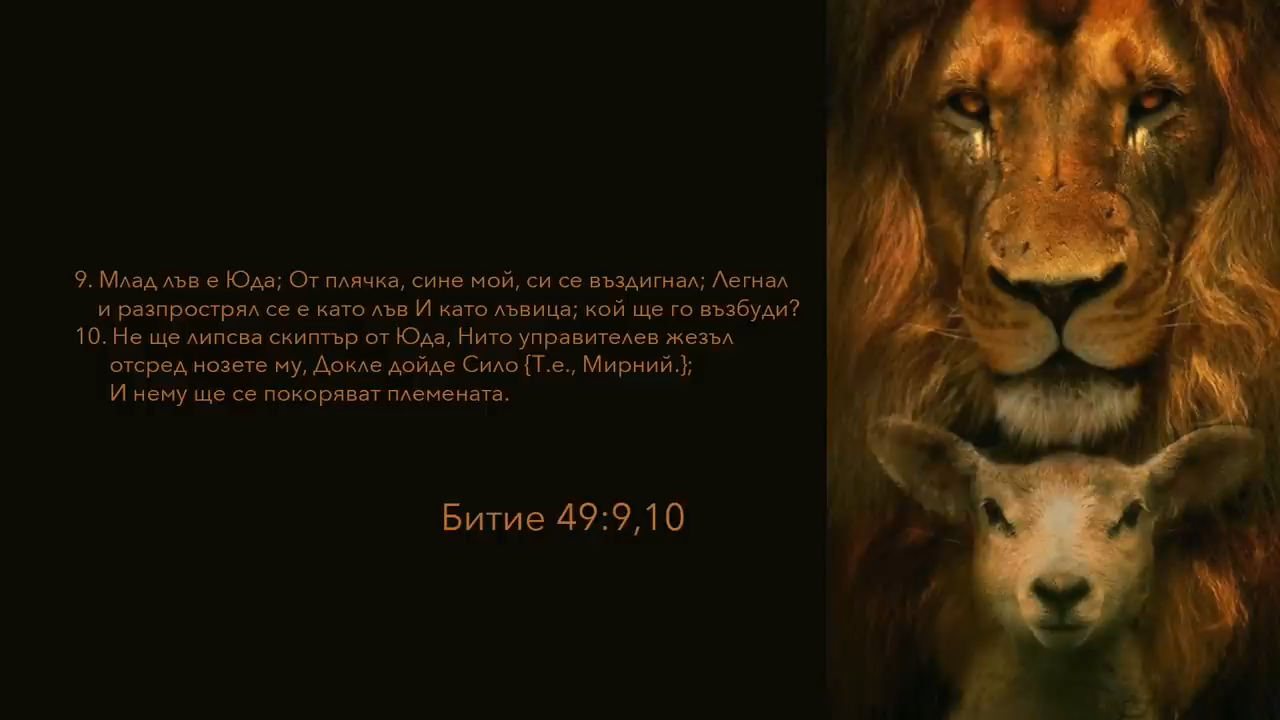 9. Млад лъв е Юда; От плячка, сине мой, си се въздигнал; Легнал
и разпрострял се е като лъв И като лъвица; кой ще го възбуди?
10. Не ще липсва скиптър от Юда, Нито управителев жезъл
отсред нозете му, Докле дойде Сило {Т.е., Мирний.};
И нему ще се покоряват племената.
Битие 49:9,10